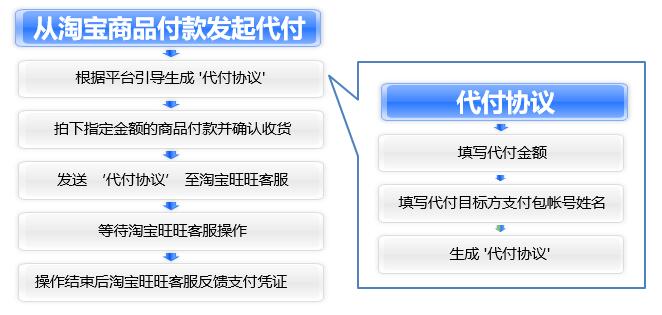 从淘宝商品付款发起代付
根据平台引导生成 '代付协议'
拍下指定金额的商品付款并确认收货
发送 ‘代付协议’ 至淘宝旺旺客服
等待淘宝旺旺客服操作
操作结束后淘宝旺旺客服反馈支付凭证
代付协议
填写代付金额
填写代付目标方支付包帐号姓名
生成 '代付协议'